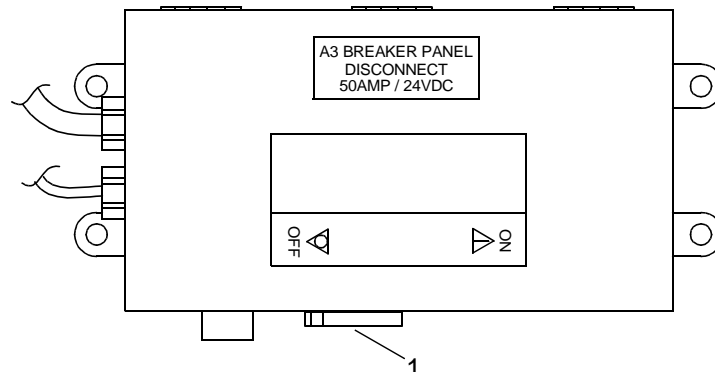 A3 BREAKER PANEL
DISCONNECT
50AMP / 24VDC
OFF
ON
1